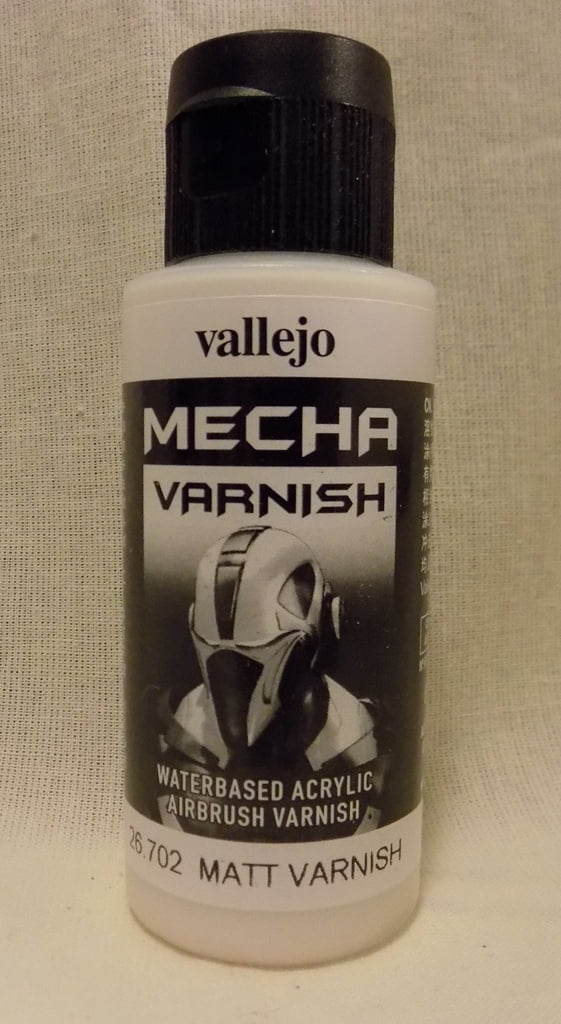 vallejo
MECHA
VARNISH
WATERBASED ACRYLIC
AIRBRUSH VARNISH
26.702 MATT VARNISH